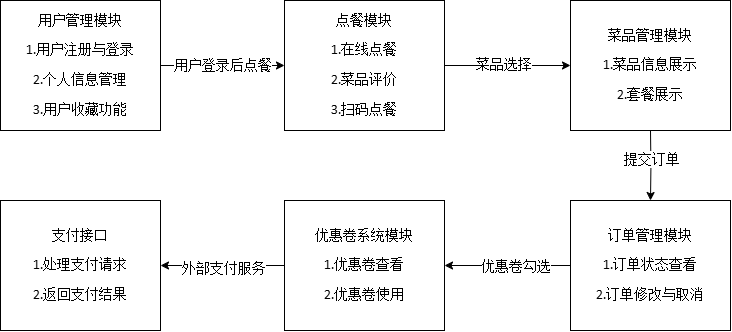 用户管理模块
1.用户注册与登录
2.个人信息管理
3.用户收藏功能
用户登录后点餐
点餐模块
1.在线点餐
2.菜品评价
3.扫码点餐
菜品选择
菜品管理模块
1.菜品信息展示
2.套餐展示
提交订单
订单管理模块
1.订单状态查看
2.订单修改与取消
优惠卷勾选
优惠卷系统模块
1.优惠卷查看
2.优惠卷使用
外部支付服务
支付接口
1.处理支付请求
2.返回支付结果